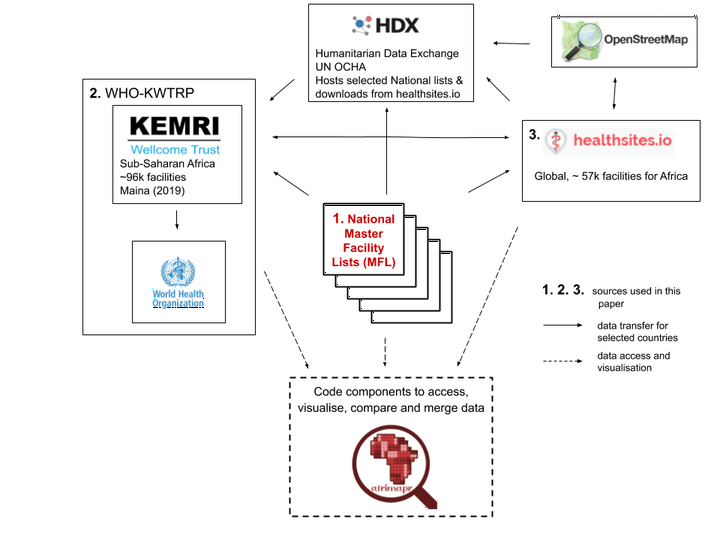 HDX
Humanitarian Data Exchange
UN OCHA
Hosts selected National lists &
downloads from healthsites.io
OpenStreetMap
2. WHO-KWTRP
KEMRI
Wellcome Trust
Sub-Saharan Africa
~96k facilities
Maina (2019)
World Health
Organization
3. healthsites.io
Global, ~ 57k facilities for Africa
1. National
Master
Facility
Lists (MFL)
1. 2. 3. sources used in this
paper
data transfer for
selected countries
data access and
visualisation
Code components to access,
visualise, compare and merge data
afrimapr